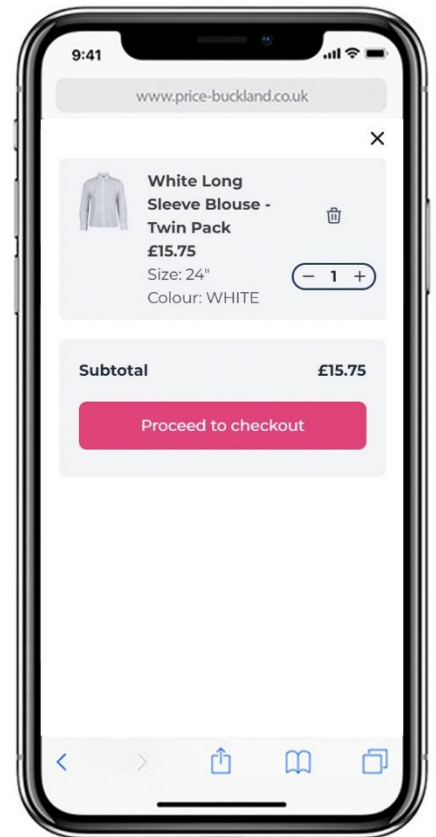 9:41
www.price-buckland.co.uk
White Long
Sleeve Blouse -
Twin Pack
£15.75
Size: 24"
Colour: WHITE
− 1 +
Subtotal £15.75
Proceed to checkout